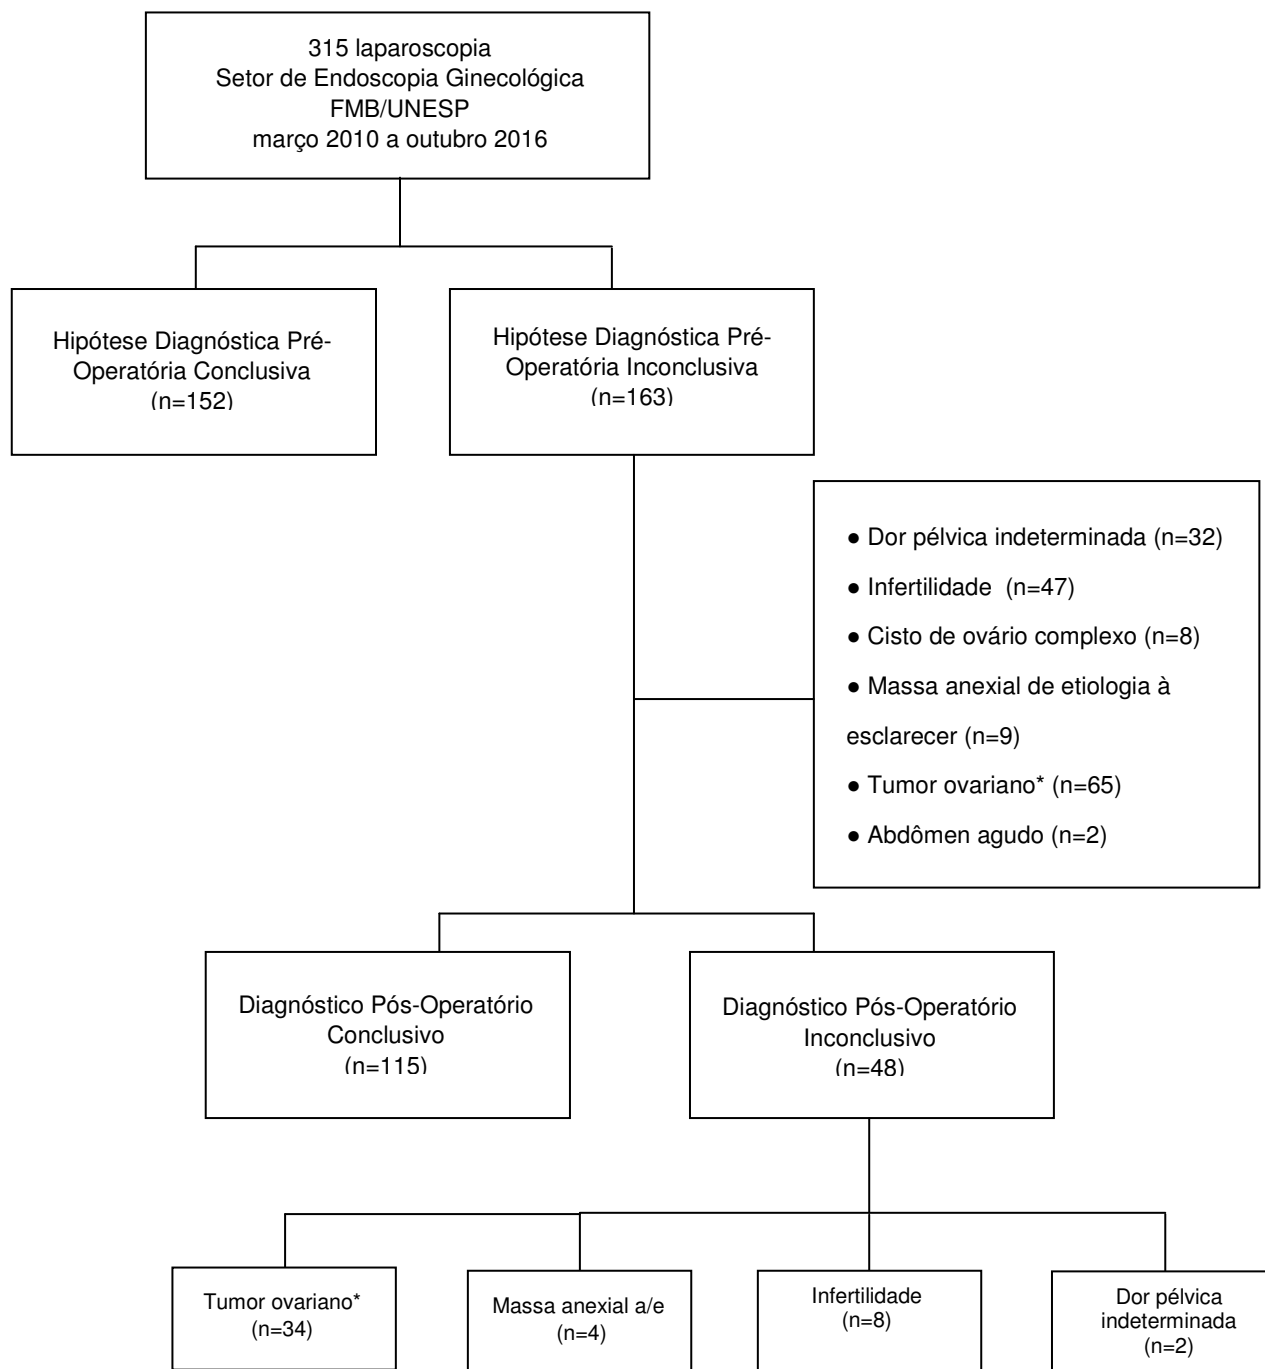 315 laparoscopia
Setor de Endoscopia Ginecológica
FMB/UNESP
março 2010 a outubro 2016
Hipótese Diagnóstica Pré-
Operatória Conclusiva
(n=152)
Hipótese Diagnóstica Pré-
Operatória Inconclusiva
(n=163)
● Dor pélvica indeterminada (n=32)
● Infertilidade (n=47)
● Cisto de ovário complexo (n=8)
● Massa anexial de etiologia à
esclarecer (n=9)
● Tumor ovariano* (n=65)
● Abdômen agudo (n=2)
Diagnóstico Pós-Operatório
Conclusivo
(n=115)
Diagnóstico Pós-Operatório
Inconclusivo
(n=48)
Tumor ovariano*
(n=34)
Massa anexial a/e
(n=4)
Infertilidade
(n=8)
Dor pélvica
indeterminada
(n=2)